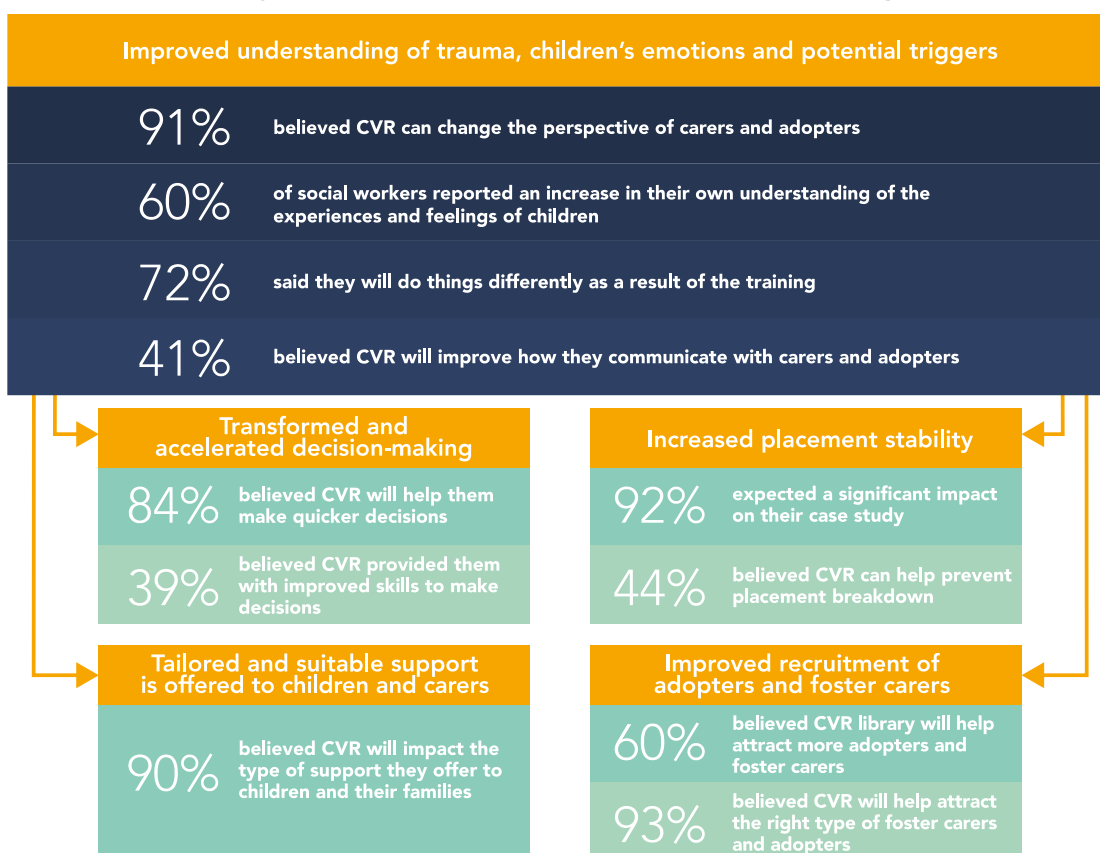 Improved understanding of trauma, children's emotions and potential triggers
91%
believed CVR can change the perspective of carers and adopters
60%
of social workers reported an increase in their own understanding of the
experiences and feelings of children
72%
said they will do things differently as a result of the training
41%
believed CVR will improve how they communicate with carers and adopters
Transformed and
accelerated decision-making
84%
believed CVR will help them
make quicker decisions
39%
believed CVR provided them
with improved skills to make
decisions
Increased placement stability
92%
expected a significant impact
on their case study
44%
believed CVR can help prevent
placement breakdown
Tailored and suitable support
is offered to children and carers
90%
believed CVR will impact the
type of support they offer to
children and their families
Improved recruitment of
adopters and foster carers
60%
believed CVR library will help
attract more adopters and
foster carers
93%
believed CVR will help attract
the right type of foster carers
and adopters